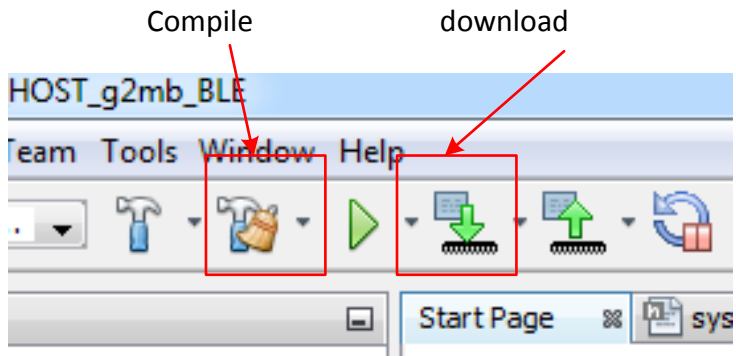 Compile download
HOST_g2mb_BLE
Team Tools Window Help
Start Page sys